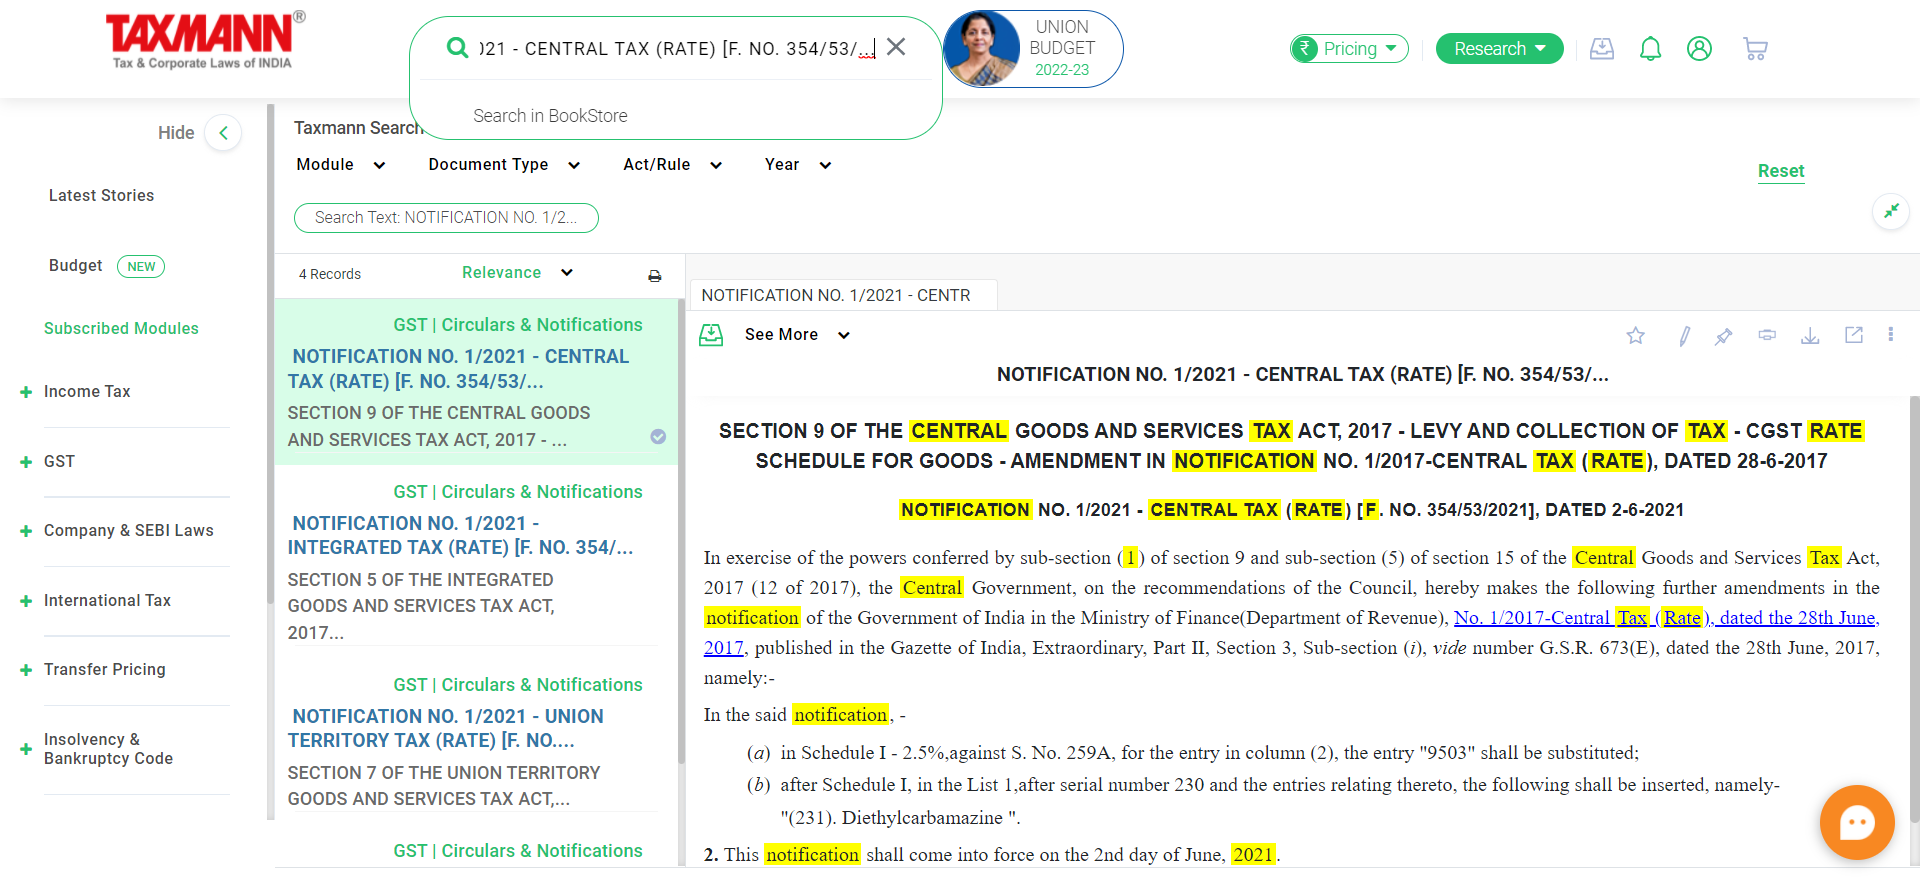 TAXMANN®
Tax & Corporate Laws of INDIA
021 - CENTRAL TAX (RATE) [F. NO. 354/53/...
Search in BookStore
UNION
BUDGET
2022-23
₹ Pricing
Research
Hide
Latest Stories
Budget NEW
Subscribed Modules
+ Income Tax
+ GST
+ Company & SEBI Laws
+ International Tax
+ Transfer Pricing
+ Insolvency &
Bankruptcy Code
Taxmann Search
Module
Document Type
Act/Rule
Year
Reset
Search Text: NOTIFICATION NO. 1/2...
4 Records
Relevance
GST | Circulars & Notifications
NOTIFICATION NO. 1/2021 - CENTRAL
TAX (RATE) [F. NO. 354/53/...
SECTION 9 OF THE CENTRAL GOODS
AND SERVICES TAX ACT, 2017 - ...
GST | Circulars & Notifications
NOTIFICATION NO. 1/2021 -
INTEGRATED TAX (RATE) [F. NO. 354/...
SECTION 5 OF THE INTEGRATED
GOODS AND SERVICES TAX ACT,
2017...
GST | Circulars & Notifications
NOTIFICATION NO. 1/2021 - UNION
TERRITORY TAX (RATE) [F. NO....
SECTION 7 OF THE UNION TERRITORY
GOODS AND SERVICES TAX ACT,...
GST | Circulars & Notifications
NOTIFICATION NO. 1/2021 - CENTR
See More
NOTIFICATION NO. 1/2021 - CENTRAL TAX (RATE) [F. NO. 354/53/...
SECTION 9 OF THE CENTRAL GOODS AND SERVICES TAX ACT, 2017 - LEVY AND COLLECTION OF TAX - CGST RATE
SCHEDULE FOR GOODS - AMENDMENT IN NOTIFICATION NO. 1/2017-CENTRAL TAX (RATE), DATED 28-6-2017
NOTIFICATION NO. 1/2021 - CENTRAL TAX (RATE) [F. NO. 354/53/2021], DATED 2-6-2021
In exercise of the powers conferred by sub-section (1) of section 9 and sub-section (5) of section 15 of the Central Goods and Services Tax Act,
2017 (12 of 2017), the Central Government, on the recommendations of the Council, hereby makes the following further amendments in the
notification of the Government of India in the Ministry of Finance(Department of Revenue), No. 1/2017-Central Tax (Rate), dated the 28th June,
2017, published in the Gazette of India, Extraordinary, Part II, Section 3, Sub-section (i), vide number G.S.R. 673(E), dated the 28th June, 2017,
namely:-
In the said notification, -
(a) in Schedule I - 2.5%,against S. No. 259A, for the entry in column (2), the entry "9503" shall be substituted;
(b) after Schedule I, in the List 1,after serial number 230 and the entries relating thereto, the following shall be inserted, namely-
"(231). Diethylcarbamazine ".
2. This notification shall come into force on the 2nd day of June, 2021.